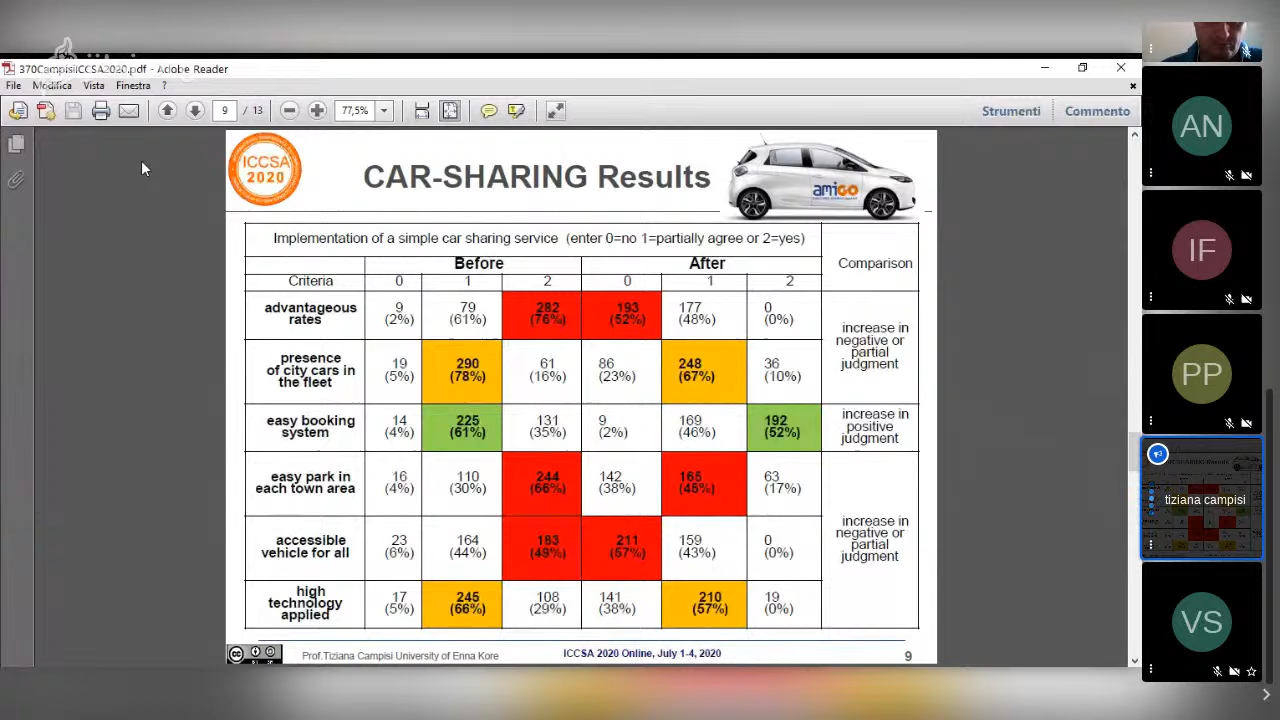 370CampisiICCSA2020.pdf - Adobe Reader
File Modifica Vista Finestra ?
9 / 13 77,5% Strumenti Commento
ICCSA
2020
CAR-SHARING Results
amiGO
Implementation of a simple car sharing service (enter 0=no 1=partially agree or 2=yes)
Comparison
Before After
Criteria 0 1 2 0 1 2
advantageous rates 9 (2%) 79 (61%) 282 (76%) 193 (52%) 177 (48%) 0 (0%)
increase in
negative or
partial
judgment
presence of city cars in the fleet 19 (5%) 290 (78%) 61 (16%) 86 (23%) 248 (67%) 36 (10%)
easy booking system 14 (4%) 225 (61%) 131 (35%) 9 (2%) 169 (46%) 192 (52%)
increase in
positive
judgment
easy park in each town area 16 (4%) 110 (30%) 244 (66%) 142 (38%) 165 (45%) 63 (17%)
accessible vehicle for all 23 (6%) 164 (44%) 183 (49%) 211 (57%) 159 (43%) 0 (0%)
increase in
negative or
partial
judgment
high technology applied 17 (5%) 245 (66%) 108 (29%) 141 (38%) 210 (57%) 19 (0%)
Prof.Tiziana Campisi University of Enna Kore
ICCSA 2020 Online, July 1-4, 2020
9
AN
IF
PP
tiziana campisi
VS